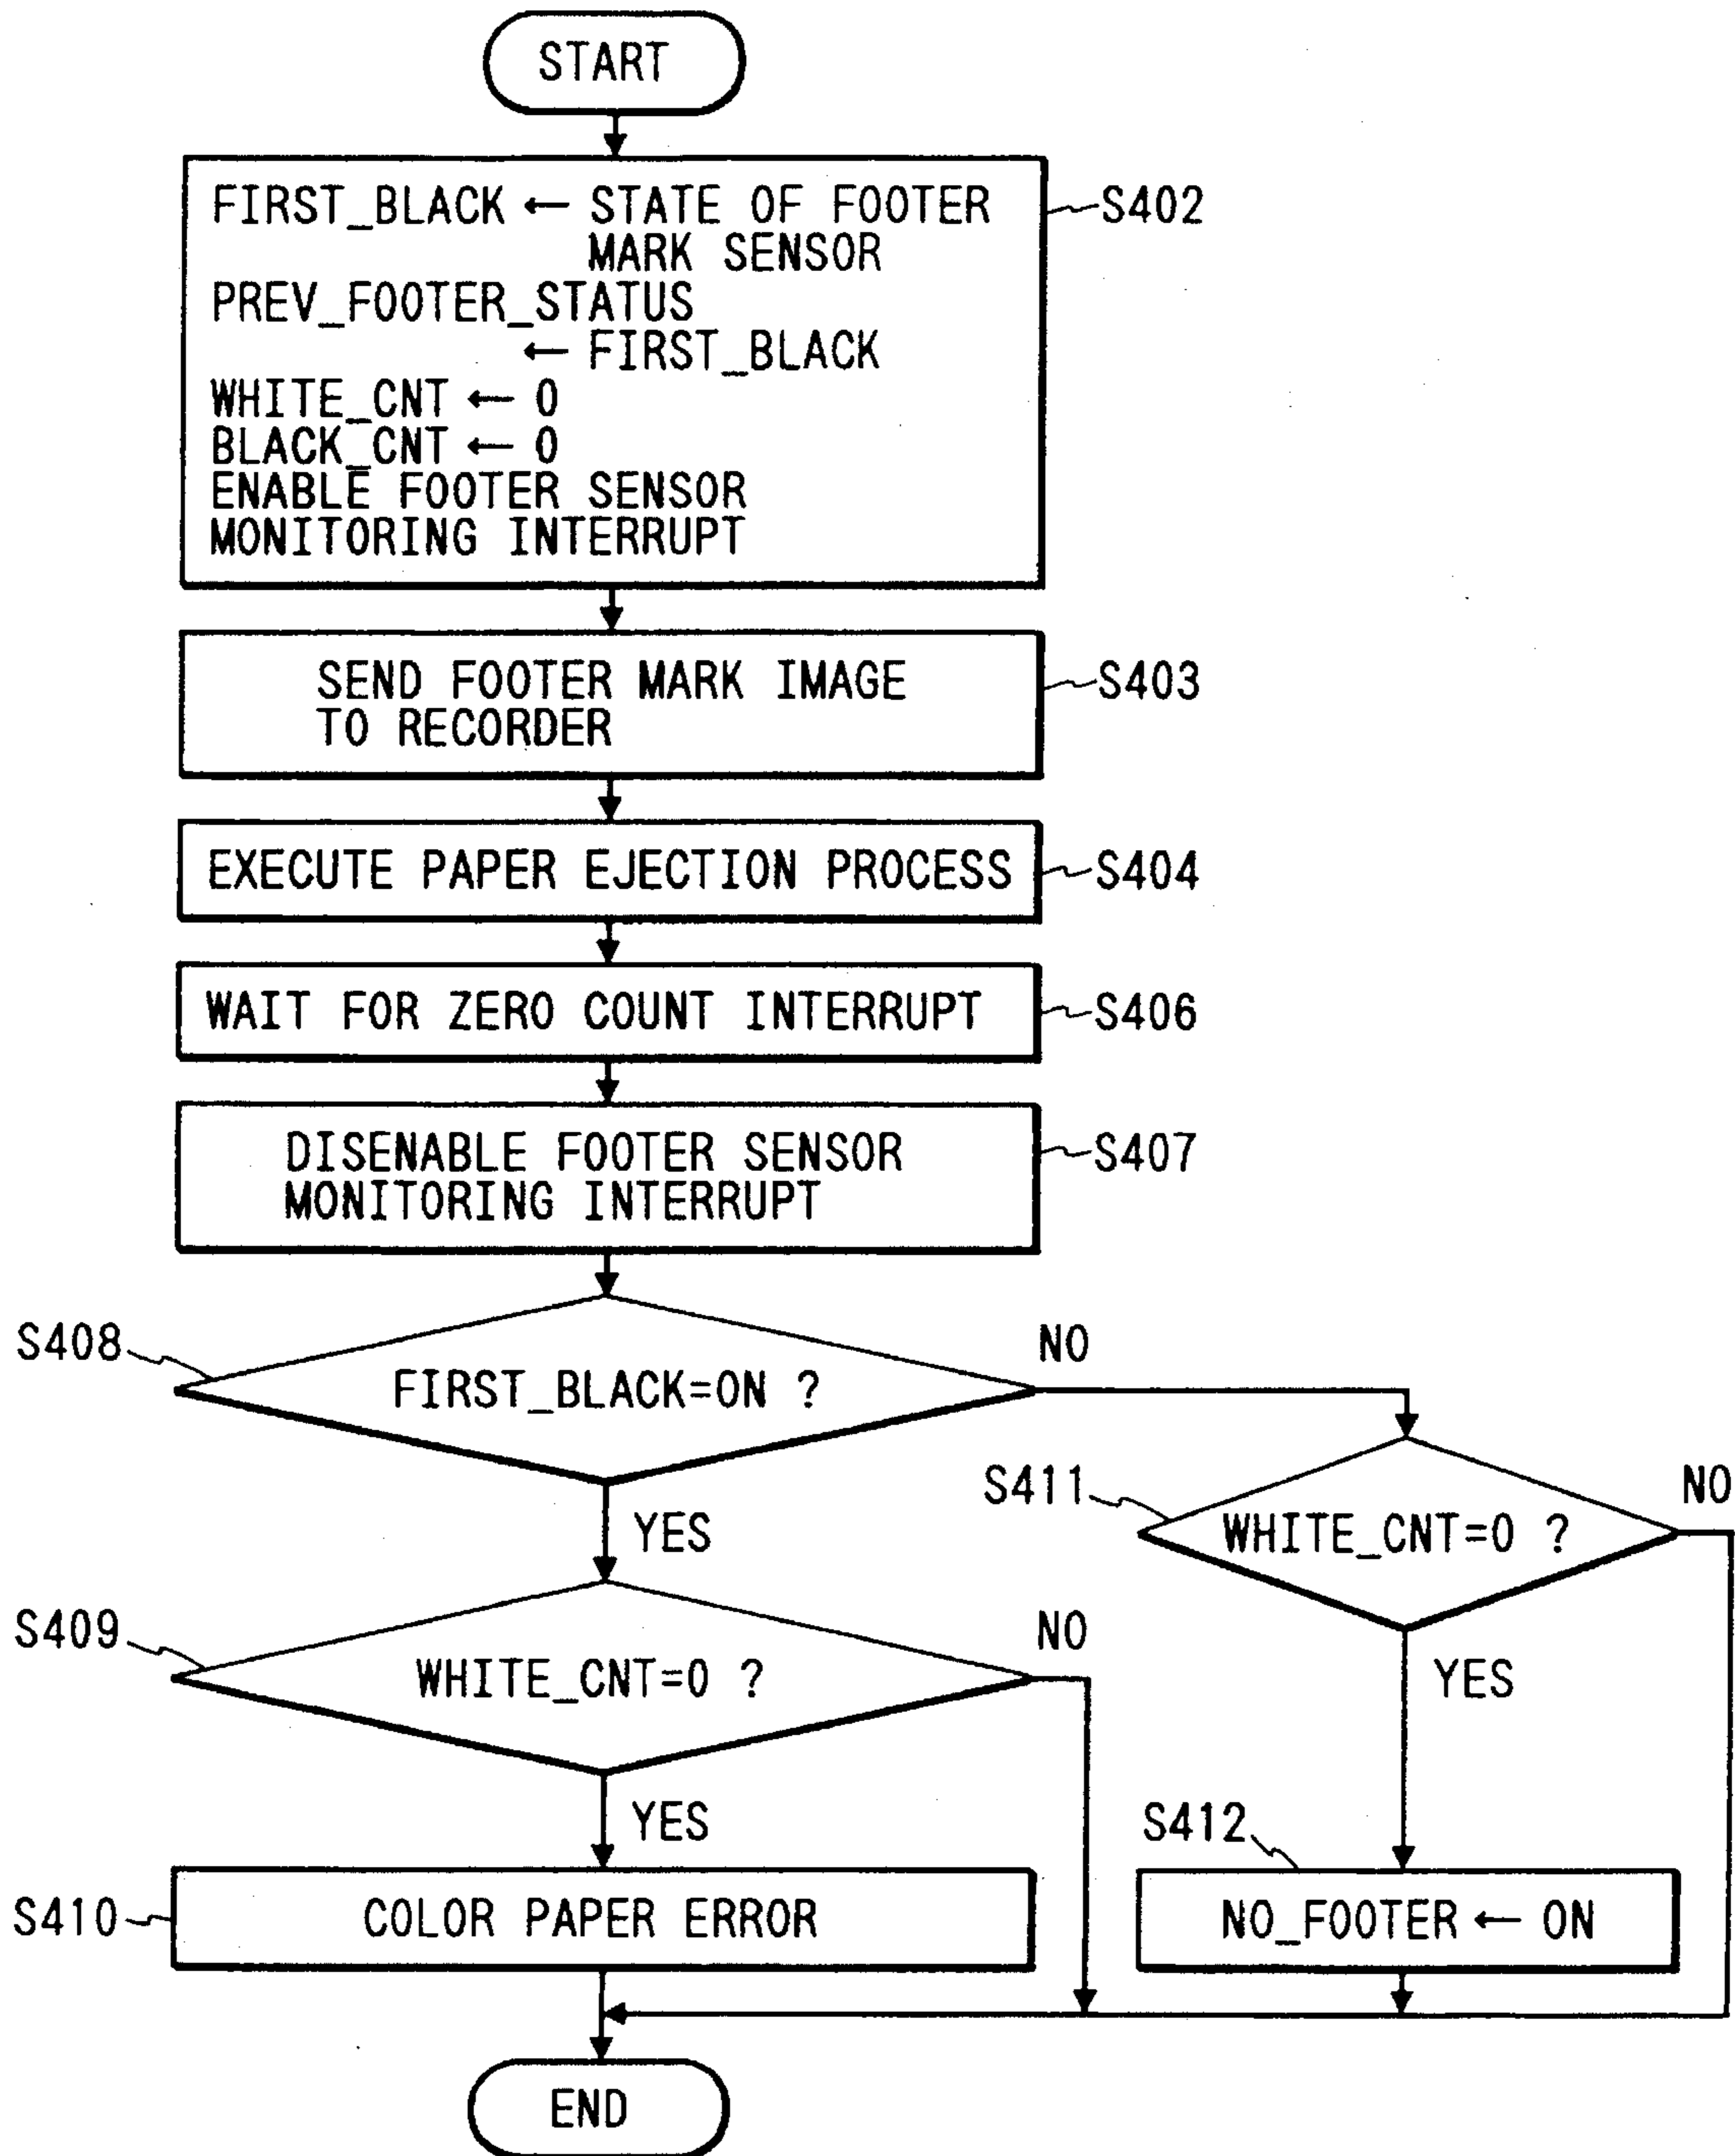 START
FIRST_BLACK ← STATE OF FOOTER
MARK SENSOR
S402
PREV_FOOTER_STATUS
← FIRST_BLACK
WHITE_CNT ← 0
BLACK_CNT ← 0
ENABLE FOOTER SENSOR
MONITORING INTERRUPT
SEND FOOTER MARK IMAGE
TO RECORDER
S403
EXECUTE PAPER EJECTION PROCESS
S404
WAIT FOR ZERO COUNT INTERRUPT
S406
DISENABLE FOOTER SENSOR
MONITORING INTERRUPT
S407
S408
FIRST_BLACK=ON ?
NO
YES
S411
WHITE_CNT=0 ?
NO
YES
S409
WHITE_CNT=0 ?
NO
YES
S410
COLOR PAPER ERROR
S412
NO_FOOTER ← ON
END